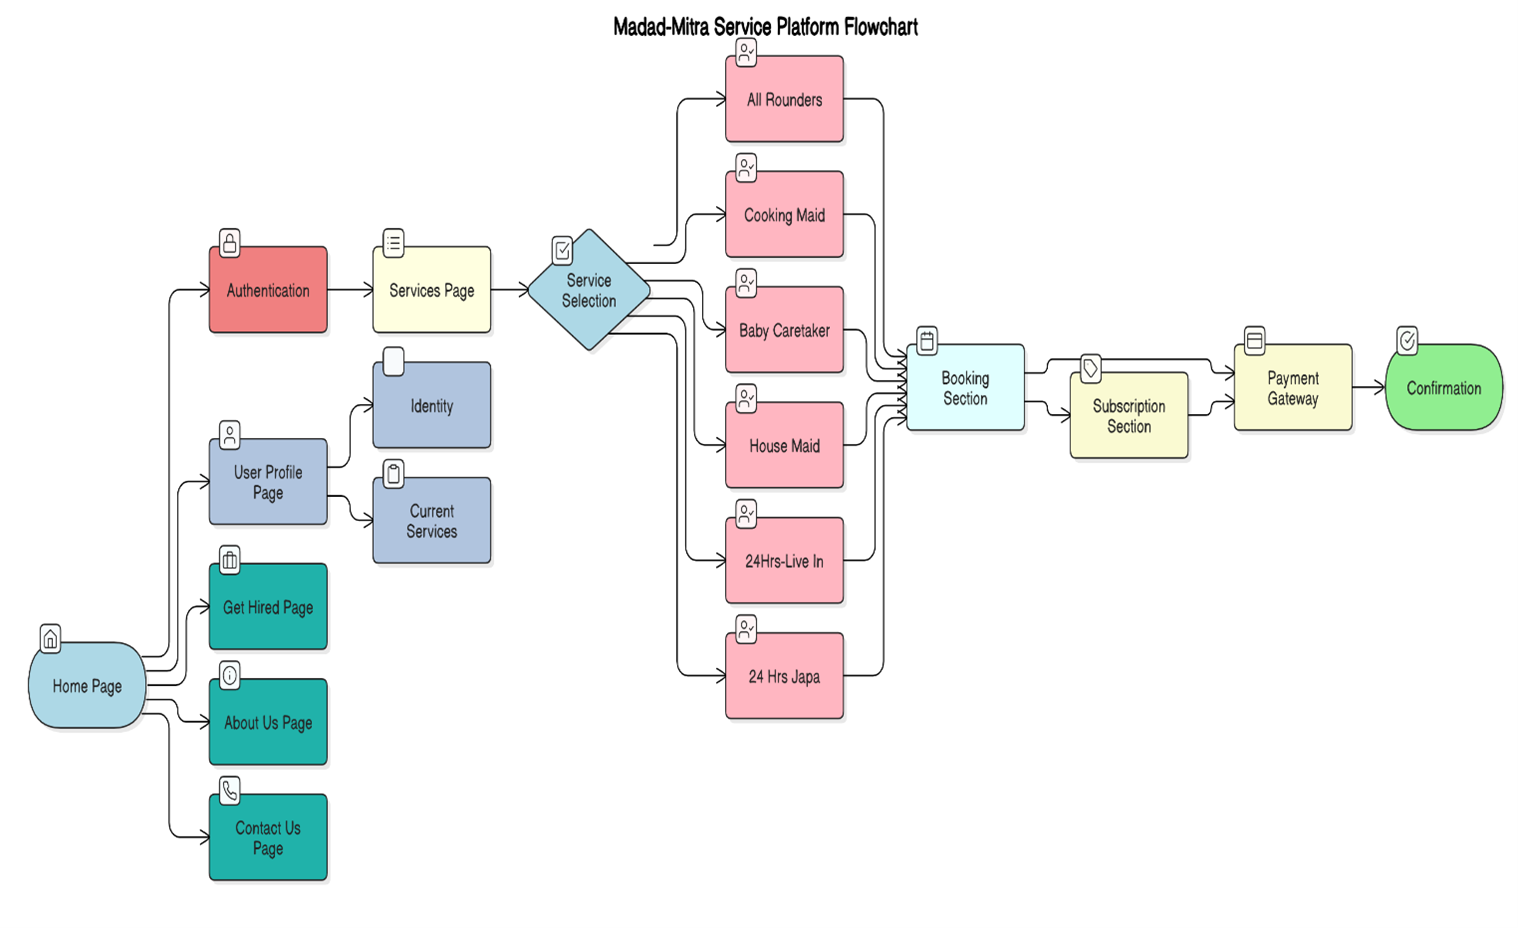 Madad-Mitra Service Platform Flowchart
All Rounders
Cooking Maid
Authentication
Services Page
Service
Selection
Baby Caretaker
Identity
Booking
Section
Subscription
Section
Payment
Gateway
Confirmation
House Maid
User Profile
Page
Current
Services
24Hrs-Live In
Get Hired Page
Home Page
24 Hrs Japa
About Us Page
Contact Us
Page